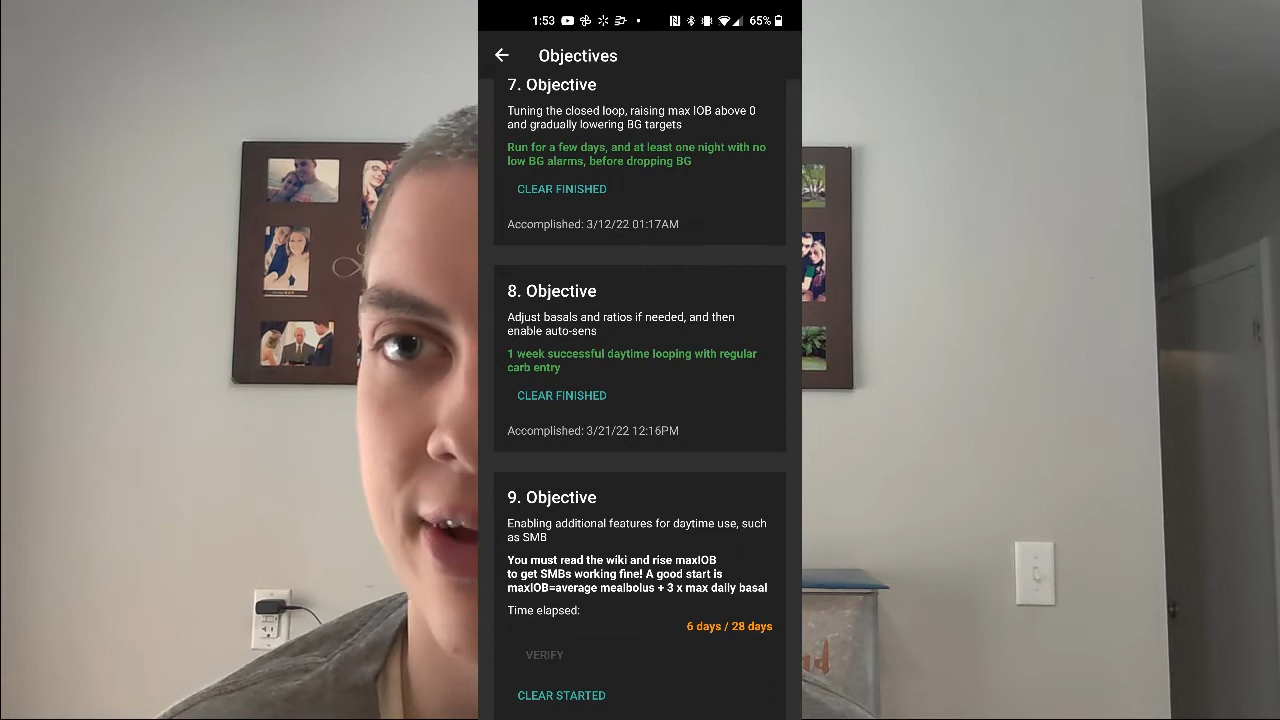 1:53
65%
Objectives
7. Objective
Tuning the closed loop, raising max IOB above 0
and gradually lowering BG targets
Run for a few days, and at least one night with no
low BG alarms, before dropping BG
CLEAR FINISHED
Accomplished: 3/12/22 01:17AM
8. Objective
Adjust basals and ratios if needed, and then
enable auto-sens
1 week successful daytime looping with regular
carb entry
CLEAR FINISHED
Accomplished: 3/21/22 12:16PM
9. Objective
Enabling additional features for daytime use, such
as SMB
You must read the wiki and rise maxIOB
to get SMBs working fine! A good start is
maxIOB=average mealbolus + 3 x max daily basal
Time elapsed:
6 days / 28 days
VERIFY
CLEAR STARTED